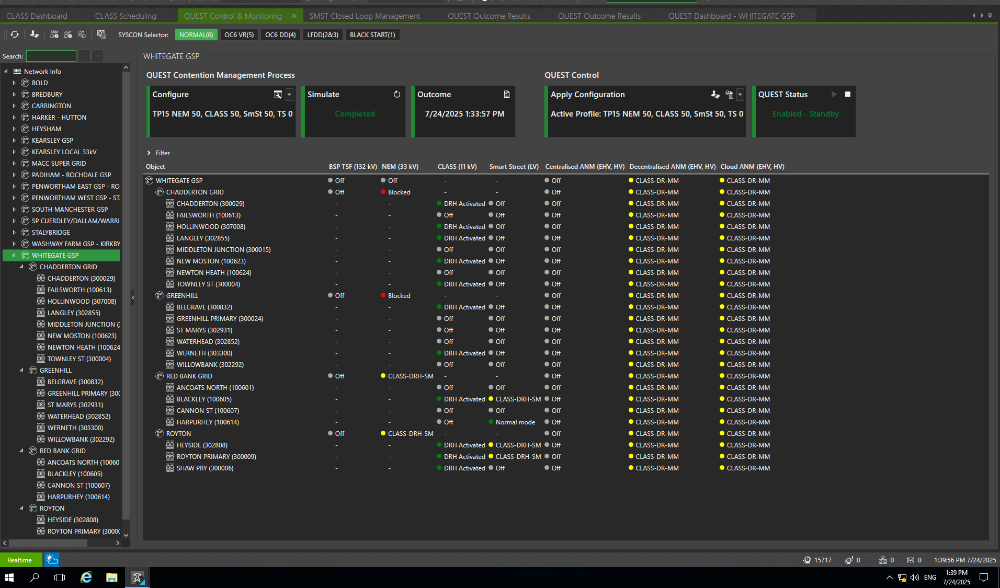 CLASS Dashboard CLASS Scheduling QUEST Control & Monitoring SMST Closed Loop Management QUEST Outcome Results QUEST Outcome Results QUEST Dashboard - WHITEGATE GSP
SYSCON Selector: NORMAL(6) OC6 VR(5) OC6 DD(4) LFDD(2&3) BLACK START(1)
Search:
DMS Network Info
BOLD
BREDBURY
CARRINGTON
HARKER - HUTTON
HEYSHAM
KEARSLEY GSP
KEARSLEY LOCAL 33kV
MACC SUPER GRID
PADIHAM - ROCHDALE GSP
PENWORTHAM EAST GSP - RO
PENWORTHAM WEST GSP - ST
SOUTH MANCHESTER GSP
SP CUERDLEY/DALLAM/WARRI
STALYBRIDGE
WASHWAY FARM GSP - KIRKBY
WHITEGATE GSP
CHADDERTON GRID
CHADDERTON (300029)
FAILSWORTH (100613)
HOLLINWOOD (307008)
LANGLEY (302855)
MIDDLETON JUNCTION (
NEW MOSTON (100623)
NEWTON HEATH (100624
TOWNLEY ST (300004)
GREENHILL
BELGRAVE (300832)
GREENHILL PRIMARY (300
ST MARYS (302931)
WATERHEAD (302852)
WERNETH (303300)
WILLOWBANK (302292)
RED BANK GRID
ANCOATS NORTH (10060
BLACKLEY (100605)
CANNON ST (100607)
HARPURHEY (100614)
ROYTON
HEYSIDE (302808)
ROYTON PRIMARY (30000
WHITEGATE GSP
QUEST Contention Management Process
Configure
TP15 NEM 50, CLASS 50, SmSt 50, TS 0
Simulate
Completed
Outcome
7/24/2025 1:33:57 PM
QUEST Control
Apply Configuration
Active Profile: TP15 NEM 50, CLASS 50, SmSt 50, TS 0
QUEST Status
Enabled - Standby
Filter
Object BSP TSF (132 kV) NEM (33 kV) CLASS (11 kV) Smart Street (LV) Centralised ANM (EHV, HV) Decentralised ANM (EHV, HV) Cloud ANM (EHV, HV)
WHITEGATE GSP Off Off - - Off CLASS-DR-MM CLASS-DR-MM
CHADDERTON GRID Off Blocked - - Off CLASS-DR-MM CLASS-DR-MM
CHADDERTON (300029) - - DRH Activated Off Off CLASS-DR-MM CLASS-DR-MM
FAILSWORTH (100613) - - Off Off Off CLASS-DR-MM CLASS-DR-MM
HOLLINWOOD (307008) - - DRH Activated Off Off CLASS-DR-MM CLASS-DR-MM
LANGLEY (302855) - - DRH Activated Off Off CLASS-DR-MM CLASS-DR-MM
MIDDLETON JUNCTION (300015) - - Off Off Off CLASS-DR-MM CLASS-DR-MM
NEW MOSTON (100623) - - DRH Activated Off Off CLASS-DR-MM CLASS-DR-MM
NEWTON HEATH (100624) - - Off Off Off CLASS-DR-MM CLASS-DR-MM
TOWNLEY ST (300004) - - DRH Activated Off Off CLASS-DR-MM CLASS-DR-MM
GREENHILL Off Blocked - - Off CLASS-DR-MM CLASS-DR-MM
BELGRAVE (300832) - - DRH Activated Off Off CLASS-DR-MM CLASS-DR-MM
GREENHILL PRIMARY (300024) - - Off Off Off CLASS-DR-MM CLASS-DR-MM
ST MARYS (302931) - - Off Off Off CLASS-DR-MM CLASS-DR-MM
WATERHEAD (302852) - - Off Off Off CLASS-DR-MM CLASS-DR-MM
WERNETH (303300) - - DRH Activated Off Off CLASS-DR-MM CLASS-DR-MM
WILLOWBANK (302292) - - Off Off Off CLASS-DR-MM CLASS-DR-MM
RED BANK GRID Off CLASS-DRH-SM - - Off CLASS-DR-MM CLASS-DR-MM
ANCOATS NORTH (100601) - - Off Off Off CLASS-DR-MM CLASS-DR-MM
BLACKLEY (100605) - - DRH Activated CLASS-DRH-SM Off CLASS-DR-MM CLASS-DR-MM
CANNON ST (100607) - - Off Off Off CLASS-DR-MM CLASS-DR-MM
HARPURHEY (100614) - - Off Normal mode Off CLASS-DR-MM CLASS-DR-MM
ROYTON Off CLASS-DRH-SM - - Off CLASS-DR-MM CLASS-DR-MM
HEYSIDE (302808) - - DRH Activated CLASS-DRH-SM Off CLASS-DR-MM CLASS-DR-MM
ROYTON PRIMARY (300009) - - DRH Activated CLASS-DRH-SM Off CLASS-DR-MM CLASS-DR-MM
SHAW PRY (300006) - - DRH Activated Off Off CLASS-DR-MM CLASS-DR-MM
Realtime 15717 0 0 0 1:39:56 PM 7/24/2025
ENG 1:39 PM
7/24/2025